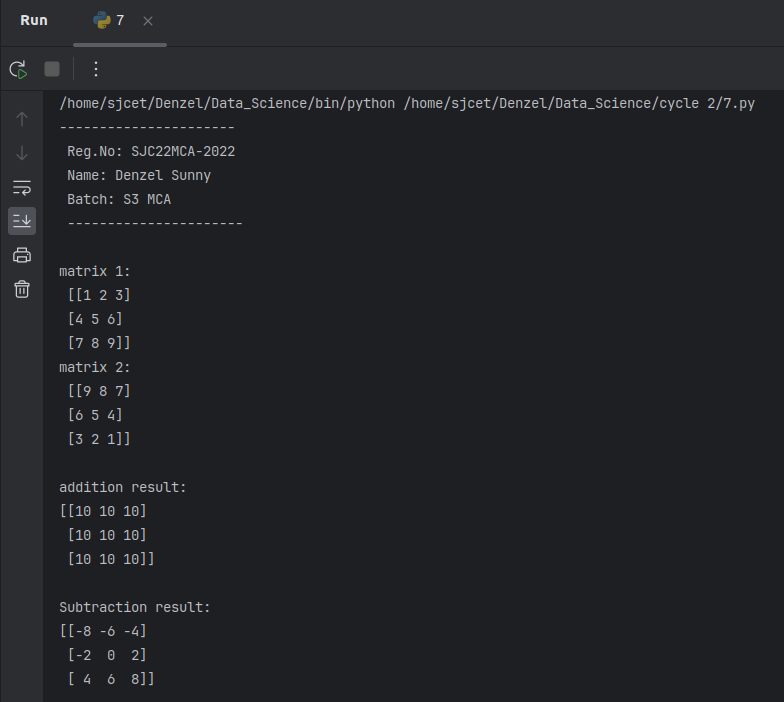 Run 7
/home/sjcet/Denzel/Data_Science/bin/python /home/sjcet/Denzel/Data_Science/cycle 2/7.py
----------------------
 Reg.No: SJC22MCA-2022
 Name: Denzel Sunny
 Batch: S3 MCA
 ----------------------
matrix 1:
 [[1 2 3]
 [4 5 6]
 [7 8 9]]
matrix 2:
 [[9 8 7]
 [6 5 4]
 [3 2 1]]
addition result:
[[10 10 10]
 [10 10 10]
 [10 10 10]]
Subtraction result:
[[-8 -6 -4]
 [-2  0  2]
 [ 4  6  8]]